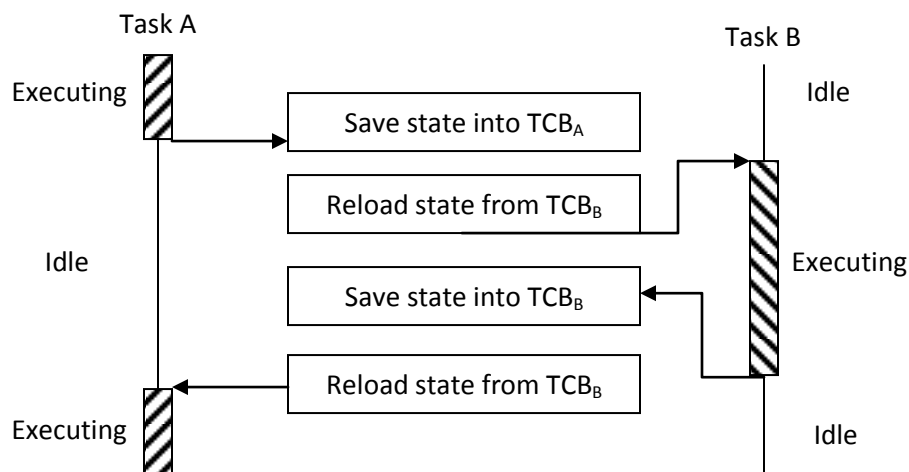 Task A
Task B
Executing
Idle
Save state into TCB_A
Reload state from TCB_B
Idle
Executing
Save state into TCB_B
Reload state from TCB_B
Executing
Idle